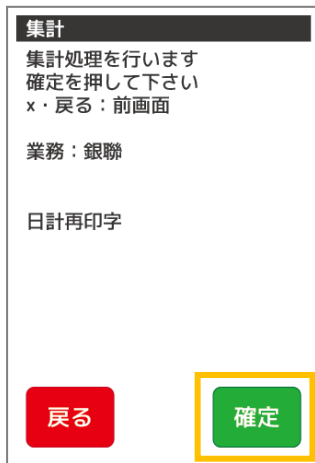 集計
集計処理を行います
確定を押して下さい
x・戻る：前画面
業務：銀聯
日計再印字
戻る
確定